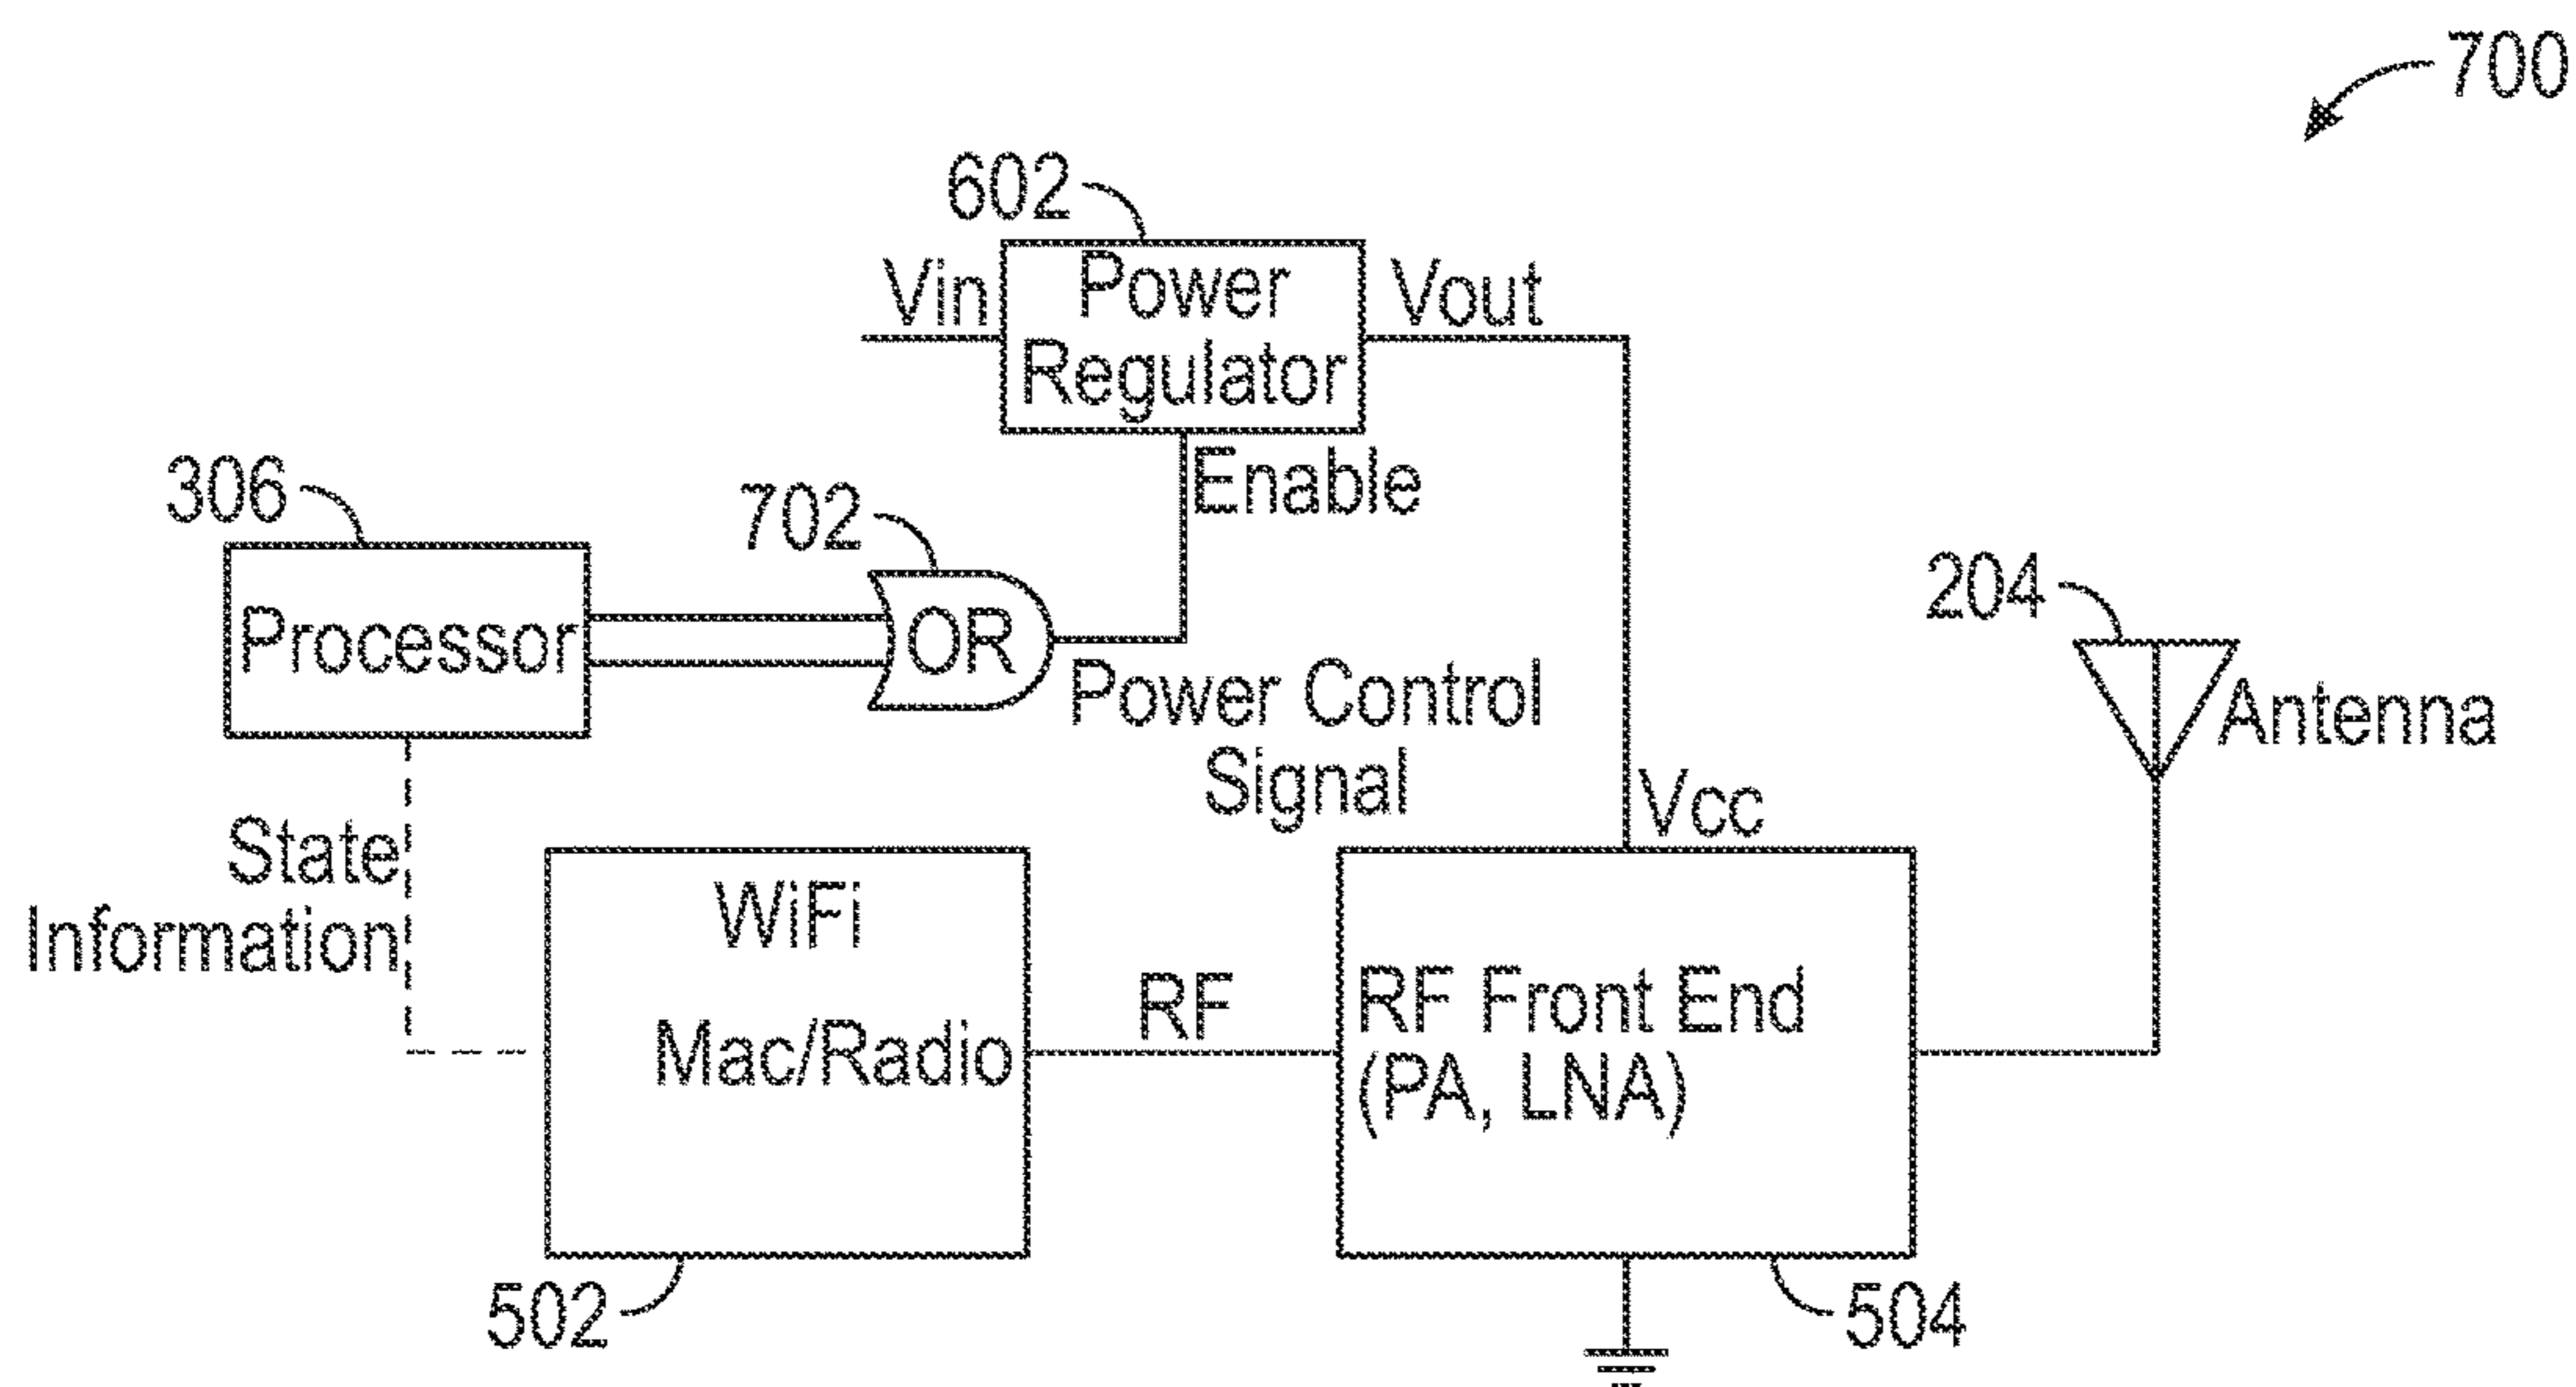 700
602
Vin
Power
Regulator
Vout
Enable
306
702
Processor
OR
Power Control
Signal
204
Antenna
State
Information
Vcc
WiFi
Mac/Radio
RF
RF Front End
(PA, LNA)
502
504